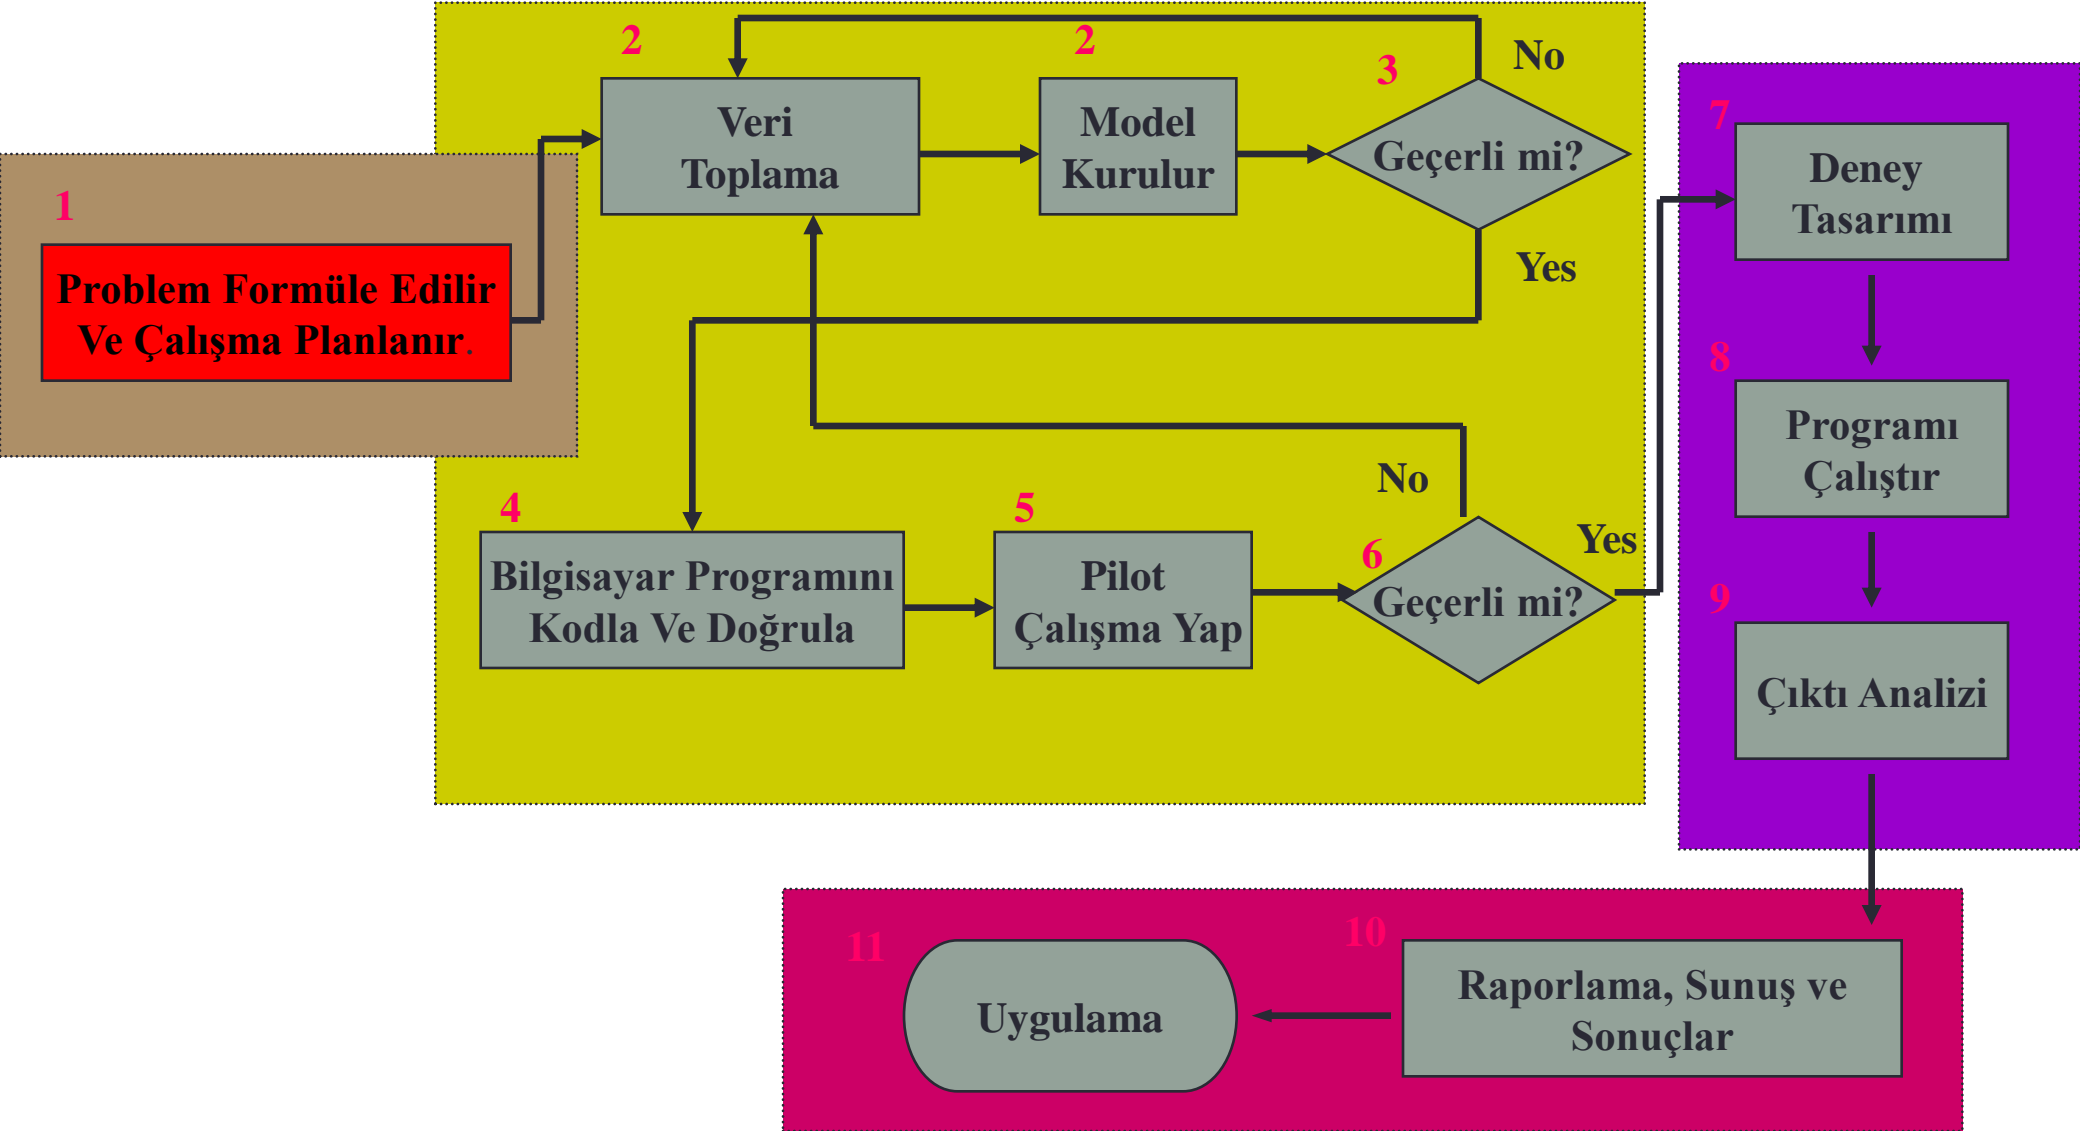 1
Problem Formüle Edilir
Ve Çalışma Planlanır.
2
Veri
Toplama
2
Model
Kurulur
3
Geçerli mi?
No
Yes
4
Bilgisayar Programını
Kodla Ve Doğrula
5
Pilot
Çalışma Yap
6
Geçerli mi?
No
Yes
7
Deney
Tasarımı
8
Programı
Çalıştır
9
Çıktı Analizi
10
Raporlama, Sunuş ve
Sonuçlar
11
Uygulama